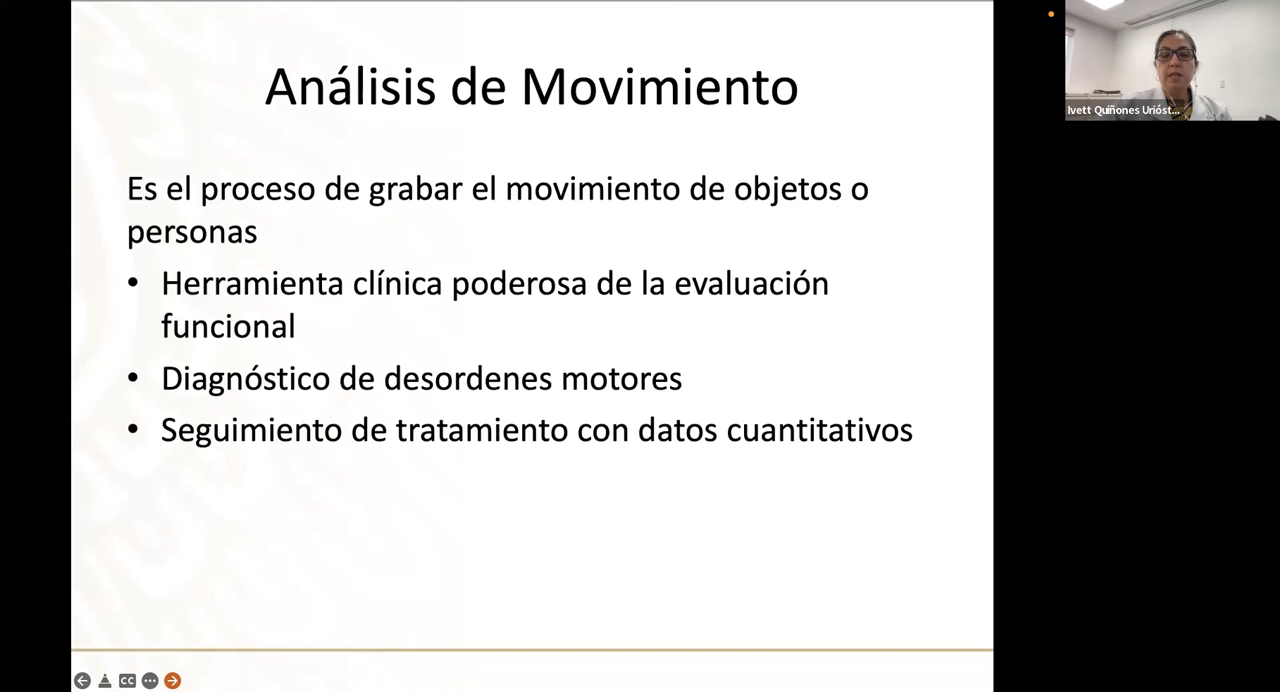 Análisis de Movimiento
Es el proceso de grabar el movimiento de objetos o
personas
• Herramienta clínica poderosa de la evaluación
funcional
• Diagnóstico de desordenes motores
• Seguimiento de tratamiento con datos cuantitativos
Ivett Quiñones Urióst...
CC